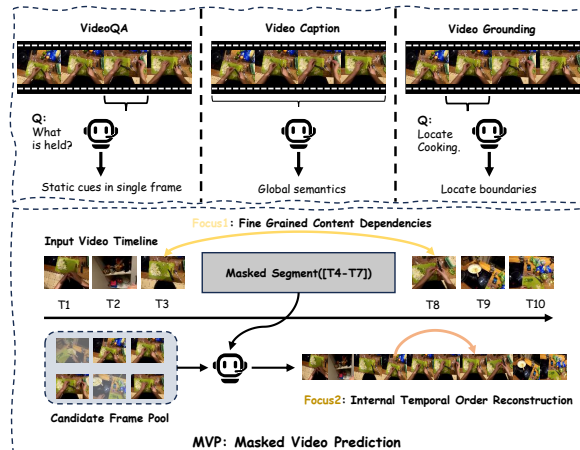 VideoQA
Video Caption
Video Grounding
Q:
What
is held?
Q:
Locate
Cooking.
Static cues in single frame
Global semantics
Locate boundaries
Focus1: Fine Grained Content Dependencies
Input Video Timeline
Masked Segment([T4-T7])
T1
T2
T3
T8
T9
T10
Candidate Frame Pool
Focus2: Internal Temporal Order Reconstruction
MVP: Masked Video Prediction